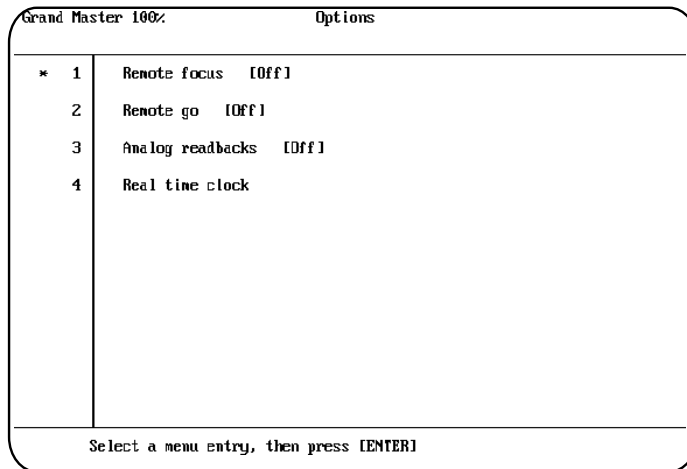 Grand Master 100% Options
* 1 Remote focus [Off]
2 Remote go [Off]
3 Analog readbacks [Off]
4 Real time clock
Select a menu entry, then press [ENTER]